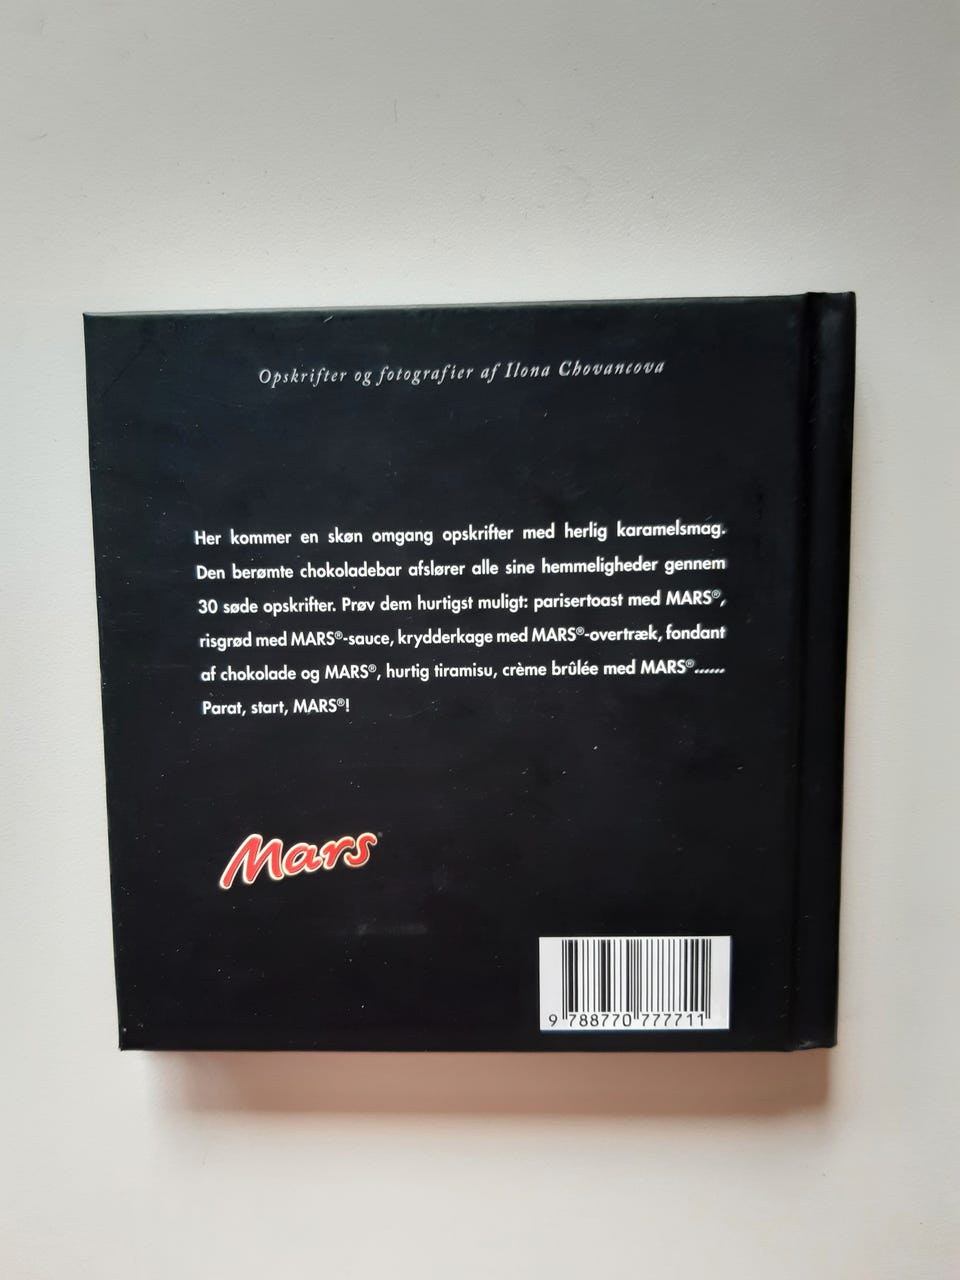 Opskrifter og fotografier af Ilona Chovancova
Her kommer en skøn omgang opskrifter med herlig karamelsmag.
Den berømte chokoladebar afslører alle sine hemmeligheder gennem
30 søde opskrifter. Prøv dem hurtigst muligt: parisertoast med MARS®,
risgrød med MARS®-sauce, krydderkage med MARS®-overtræk, fondant
af chokolade og MARS®, hurtig tiramisu, crème brûlée med MARS®......
Parat, start, MARS®!
Mars®
9 788770 777711